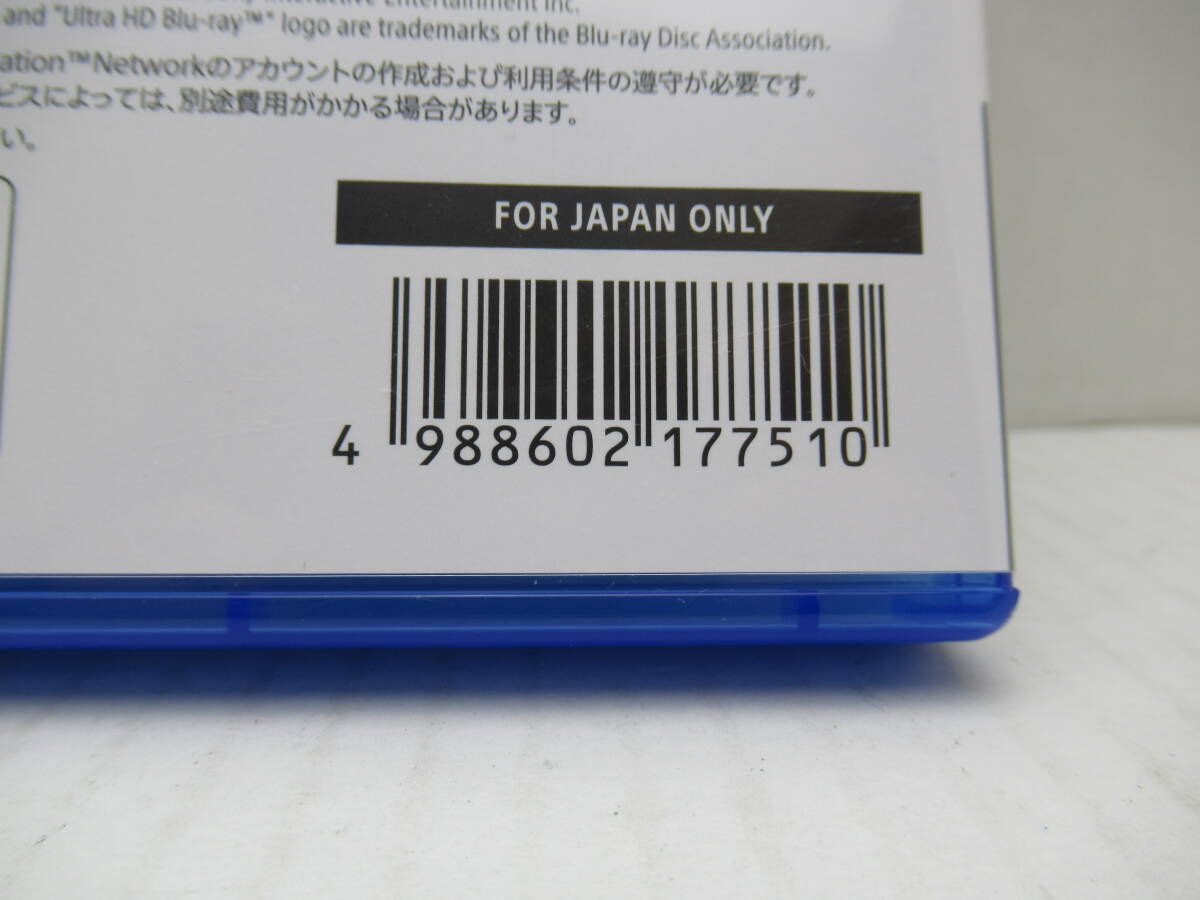 Interactive Entertainment Inc.
and "Ultra HD Blu-ray™" logo are trademarks of the Blu-ray Disc Association.
ation™Networkのアカウントの作成および利用条件の遵守が必要です。
ビスによっては、別途費用がかかる場合があります。
い。
FOR JAPAN ONLY
4 988602 177510